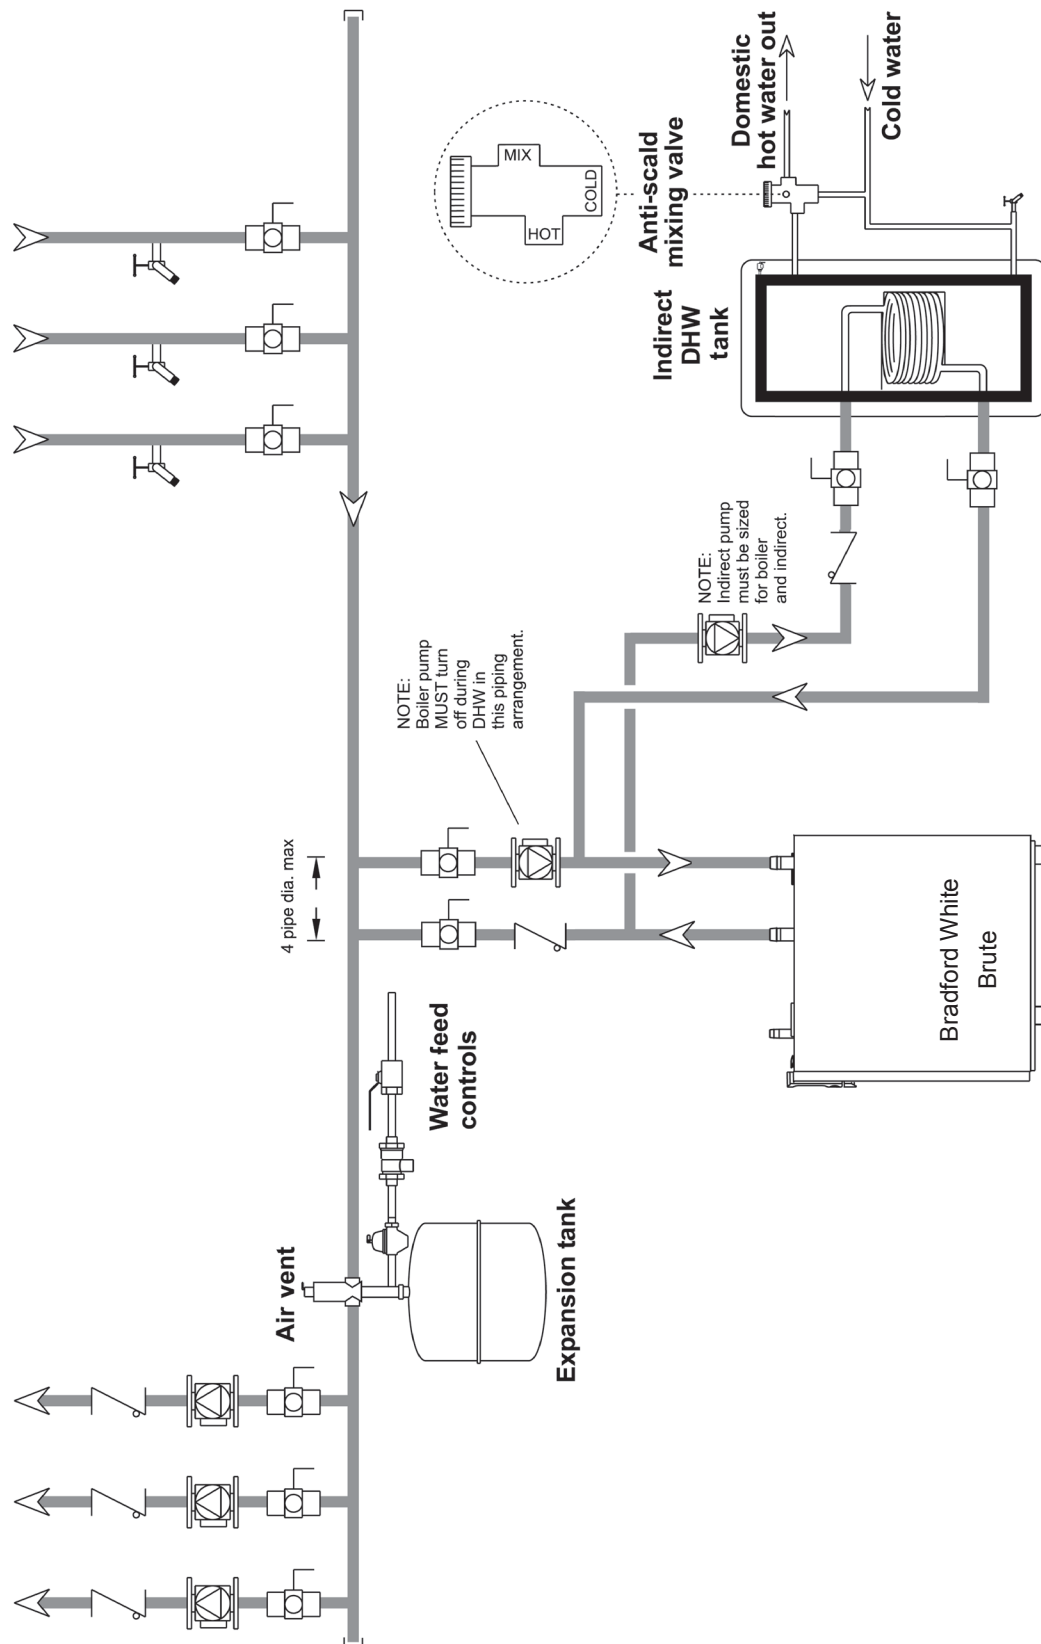 Air vent
Expansion tank
Water feed
controls
4 pipe dia. max
NOTE:
Boiler pump
MUST turn
off during
DHW in
this piping
arrangement.
NOTE:
Indirect pump
must be sized
for boiler
and indirect.
Bradford White
Brute
Indirect
DHW
tank
Anti-scald
mixing valve
HOT
MIX
COLD
Domestic
hot water out
Cold water